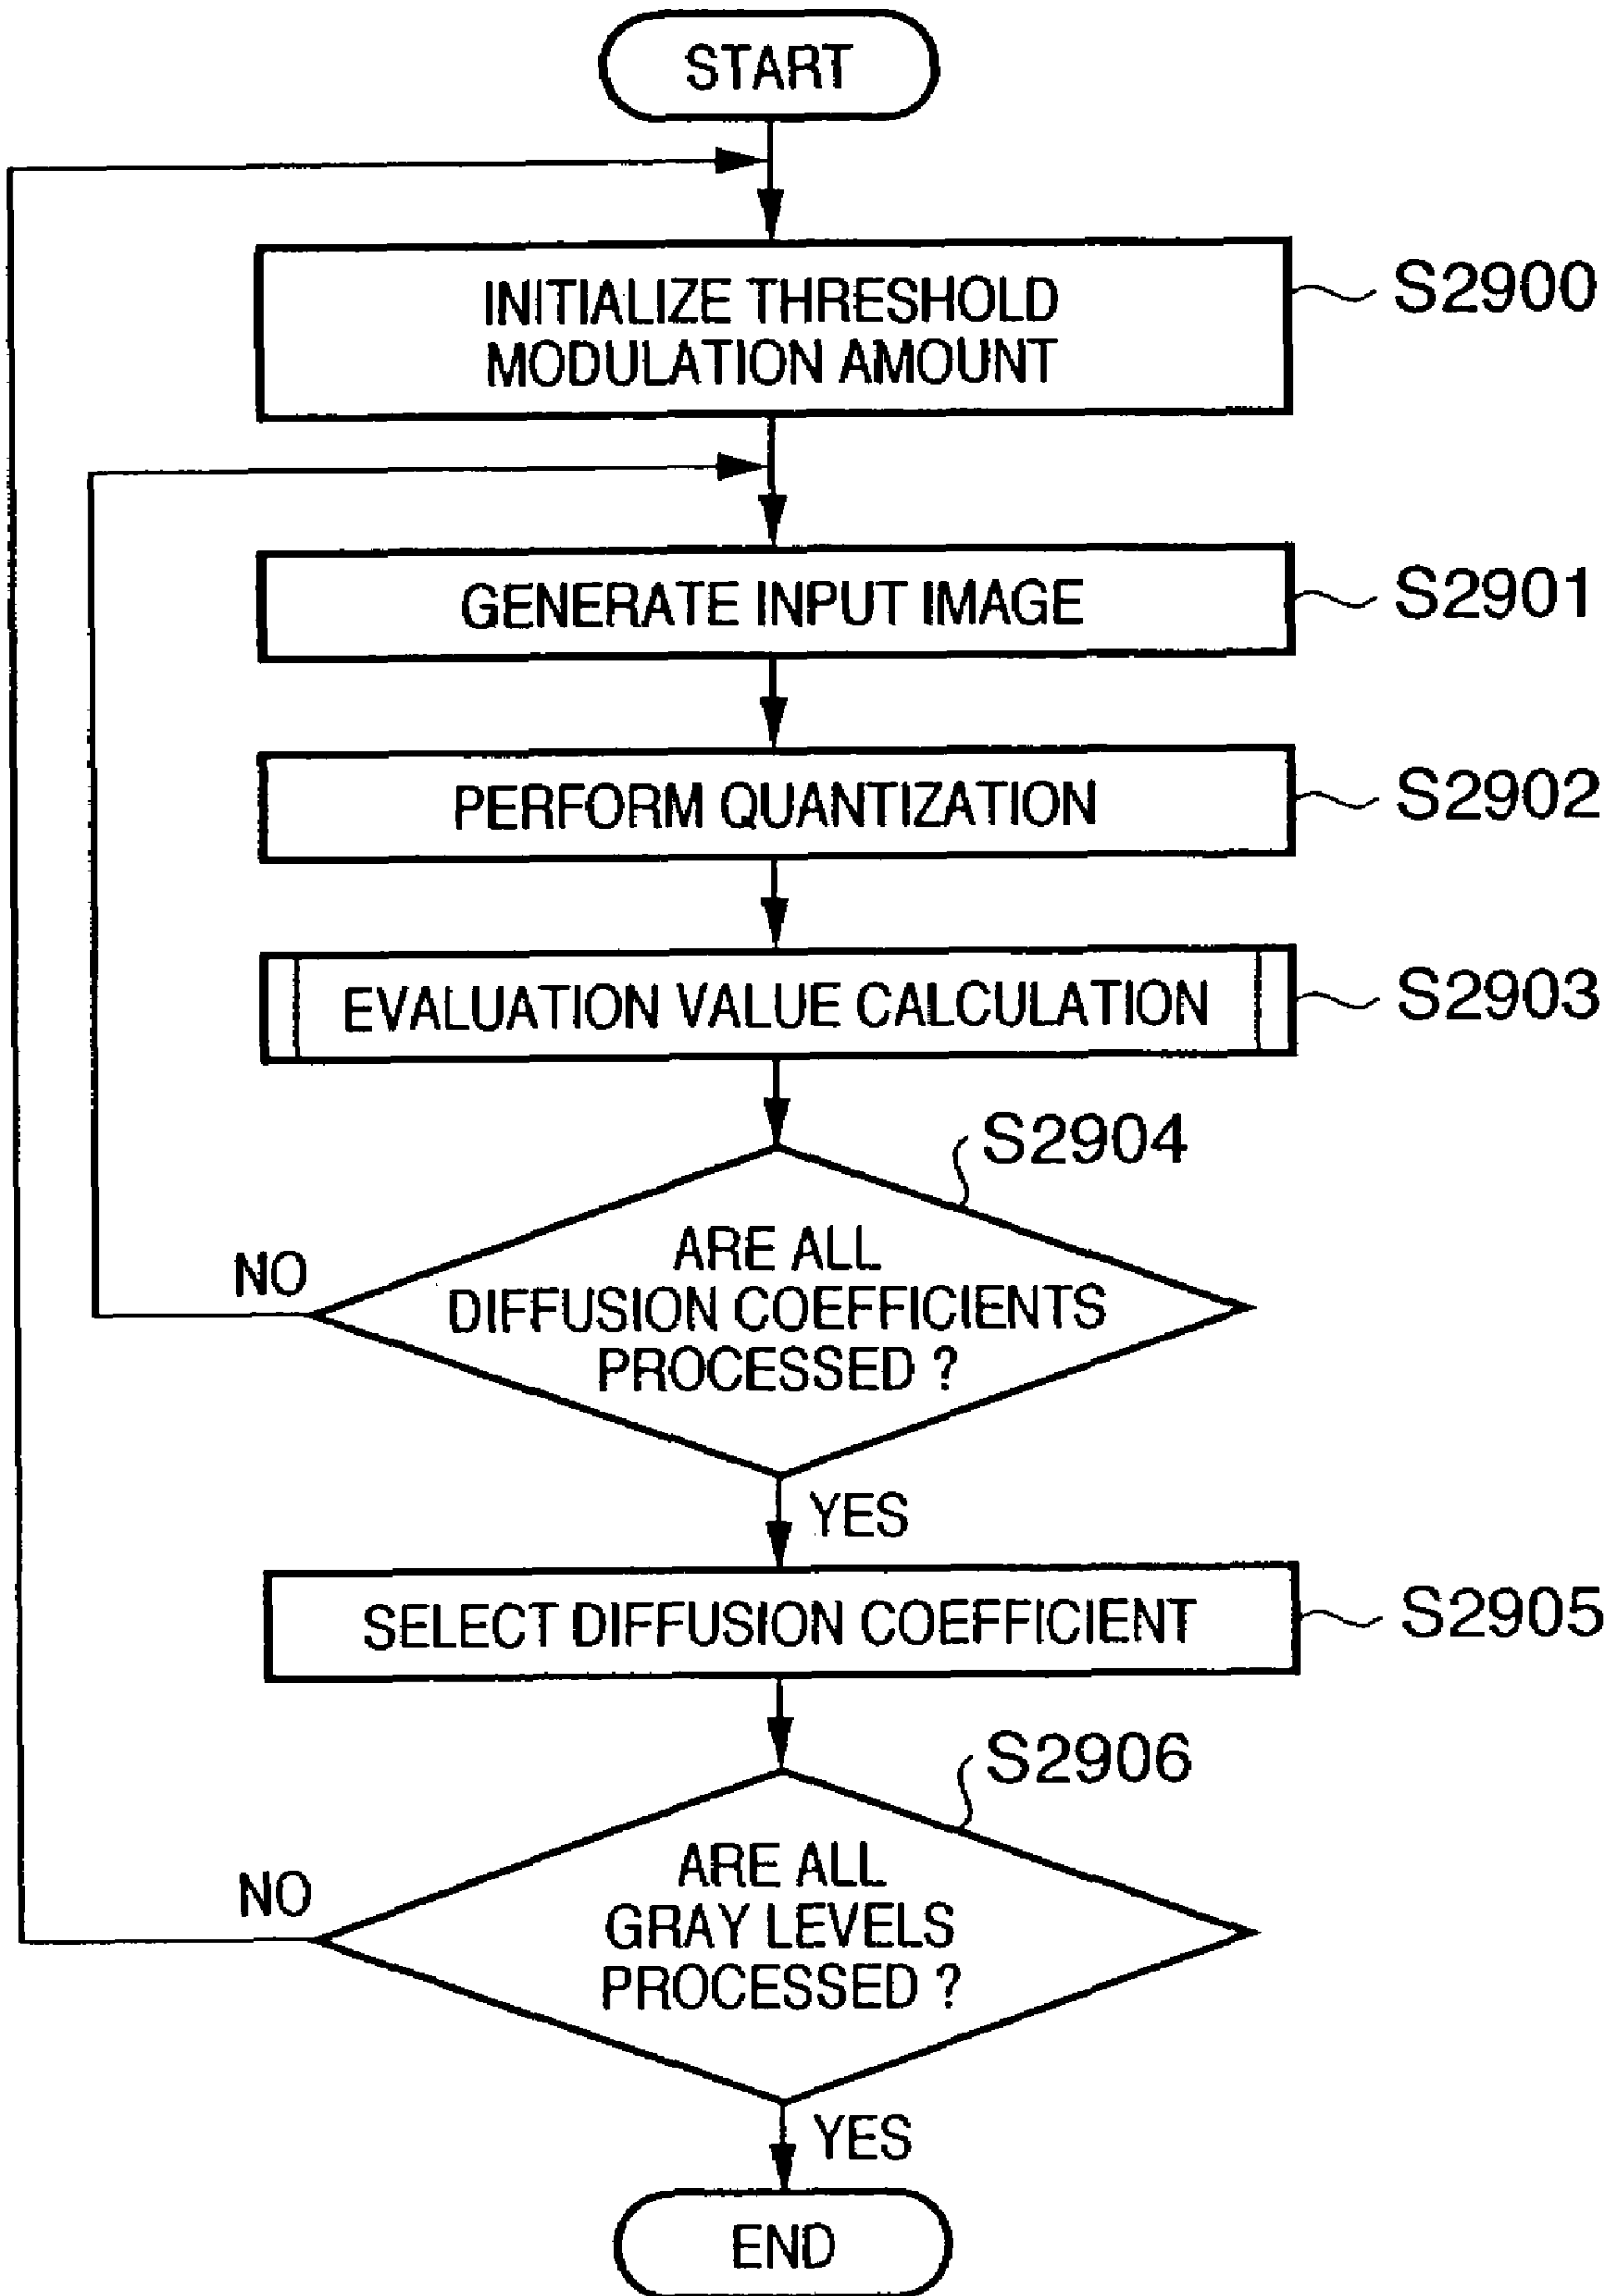 START
INITIALIZE THRESHOLD
MODULATION AMOUNT
S2900
GENERATE INPUT IMAGE
S2901
PERFORM QUANTIZATION
S2902
EVALUATION VALUE CALCULATION
S2903
S2904
ARE ALL
DIFFUSION COEFFICIENTS
PROCESSED ?
NO
YES
SELECT DIFFUSION COEFFICIENT
S2905
S2906
ARE ALL
GRAY LEVELS
PROCESSED ?
NO
YES
END